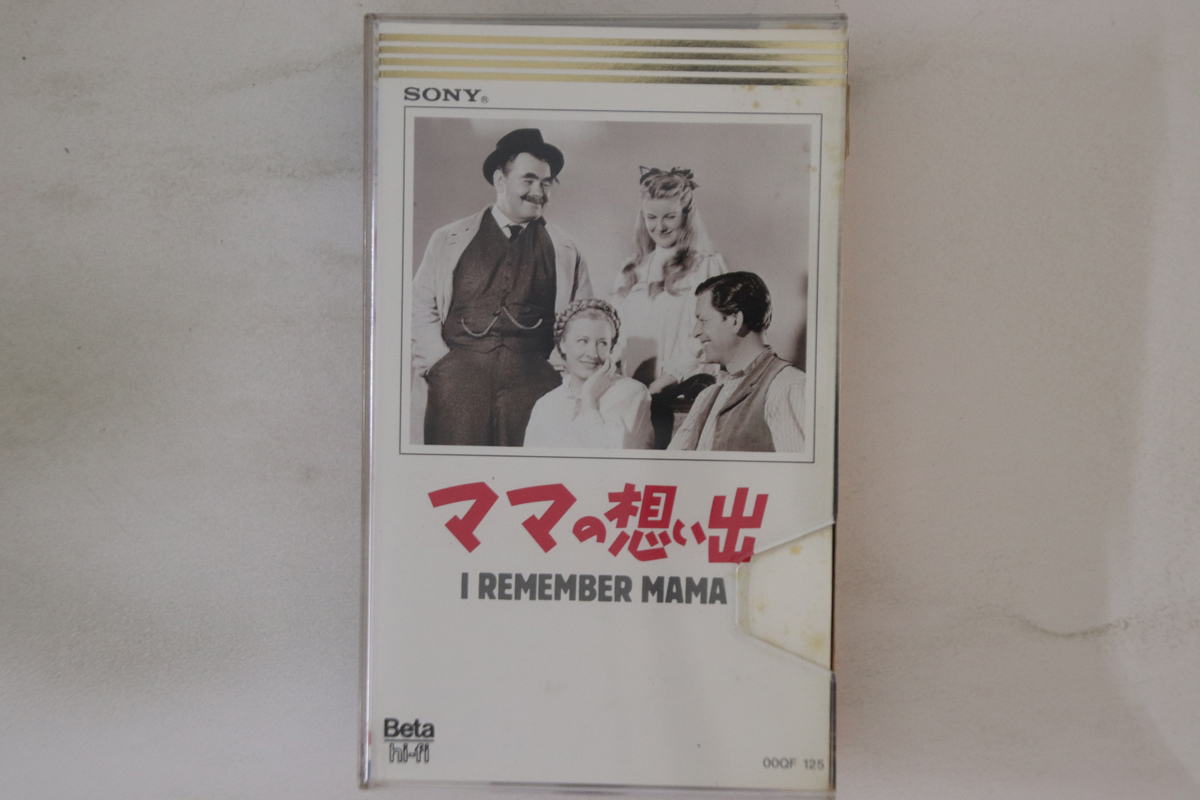 SONY®
ママの想い出
I REMEMBER MAMA
Beta
hi-fi
00QF 125